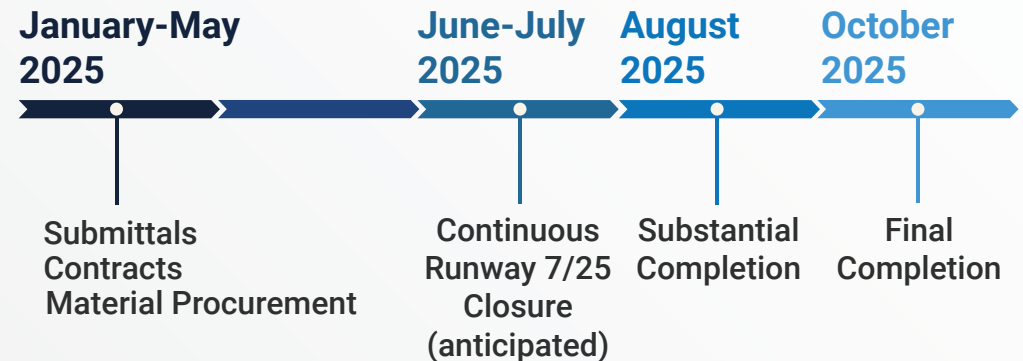 January-May
2025
June-July
2025
August
2025
October
2025
Submittals
Contracts
Material Procurement
Continuous
Runway 7/25
Closure
(anticipated)
Substantial
Completion
Final
Completion